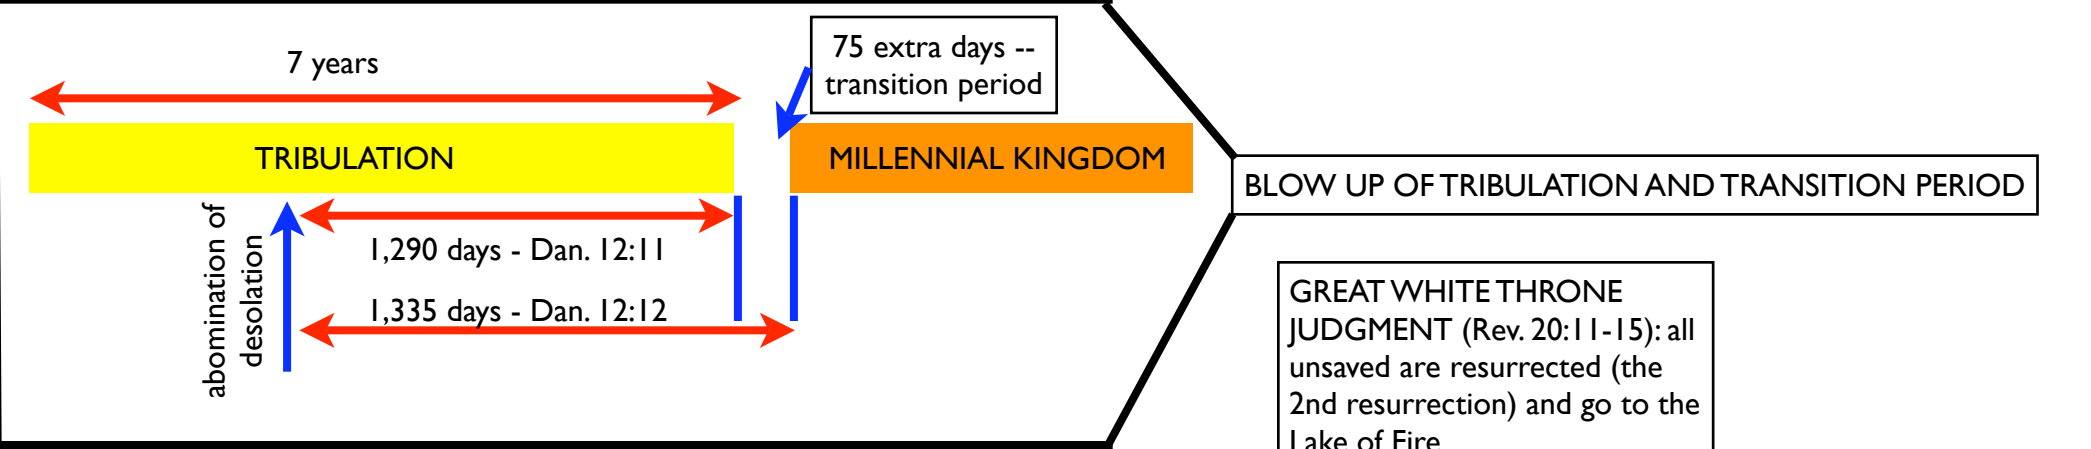 7 years
75 extra days --
transition period
TRIBULATION
MILLENNIAL KINGDOM
BLOW UP OF TRIBULATION AND TRANSITION PERIOD
abomination of
desolation
1,290 days - Dan. 12:11
1,335 days - Dan. 12:12
GREAT WHITE THRONE
JUDGMENT (Rev. 20:11-15): all
unsaved are resurrected (the
2nd resurrection) and go to the
Lake of Fire